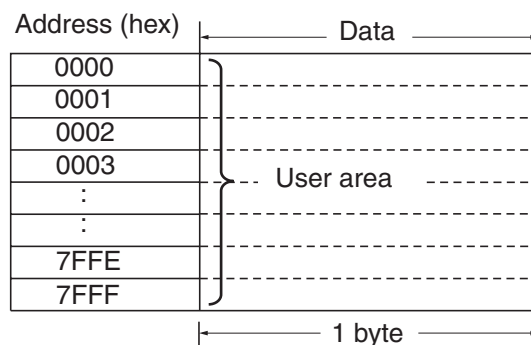 Address (hex) Data
0000
0001
0002
0003
User area
:
:
7FFE
7FFF
1 byte